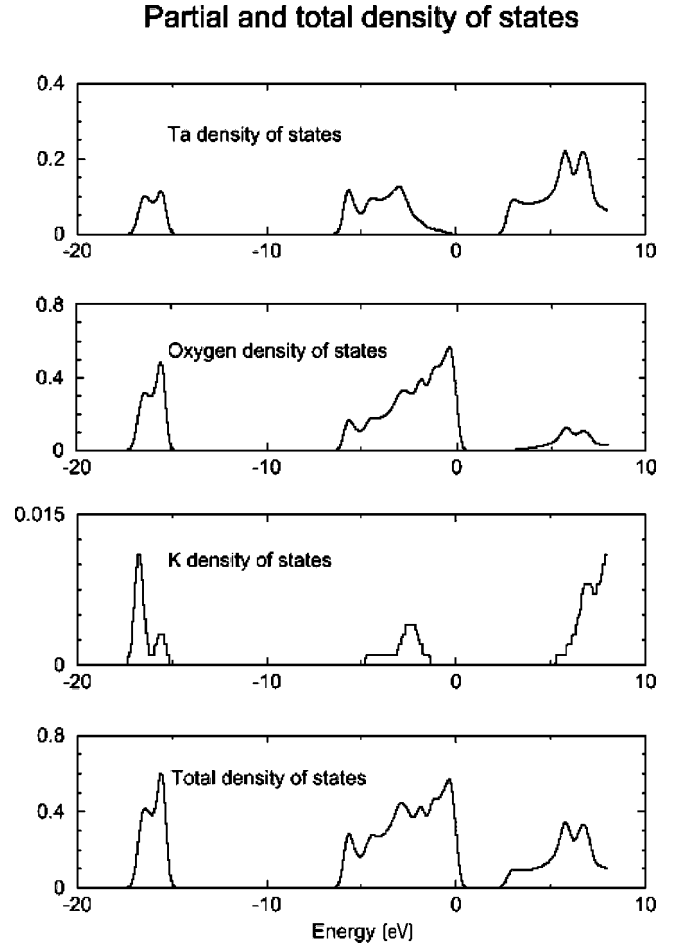 Partial and total density of states
0.4
Ta density of states
0.2
0
-20 -10 0 10
0.8
Oxygen density of states
0.4
0
-20 -10 0 10
0.015
K density of states
0
-20 -10 0 10
0.8
Total density of states
0.4
0
-20 -10 0 10
Energy [eV]